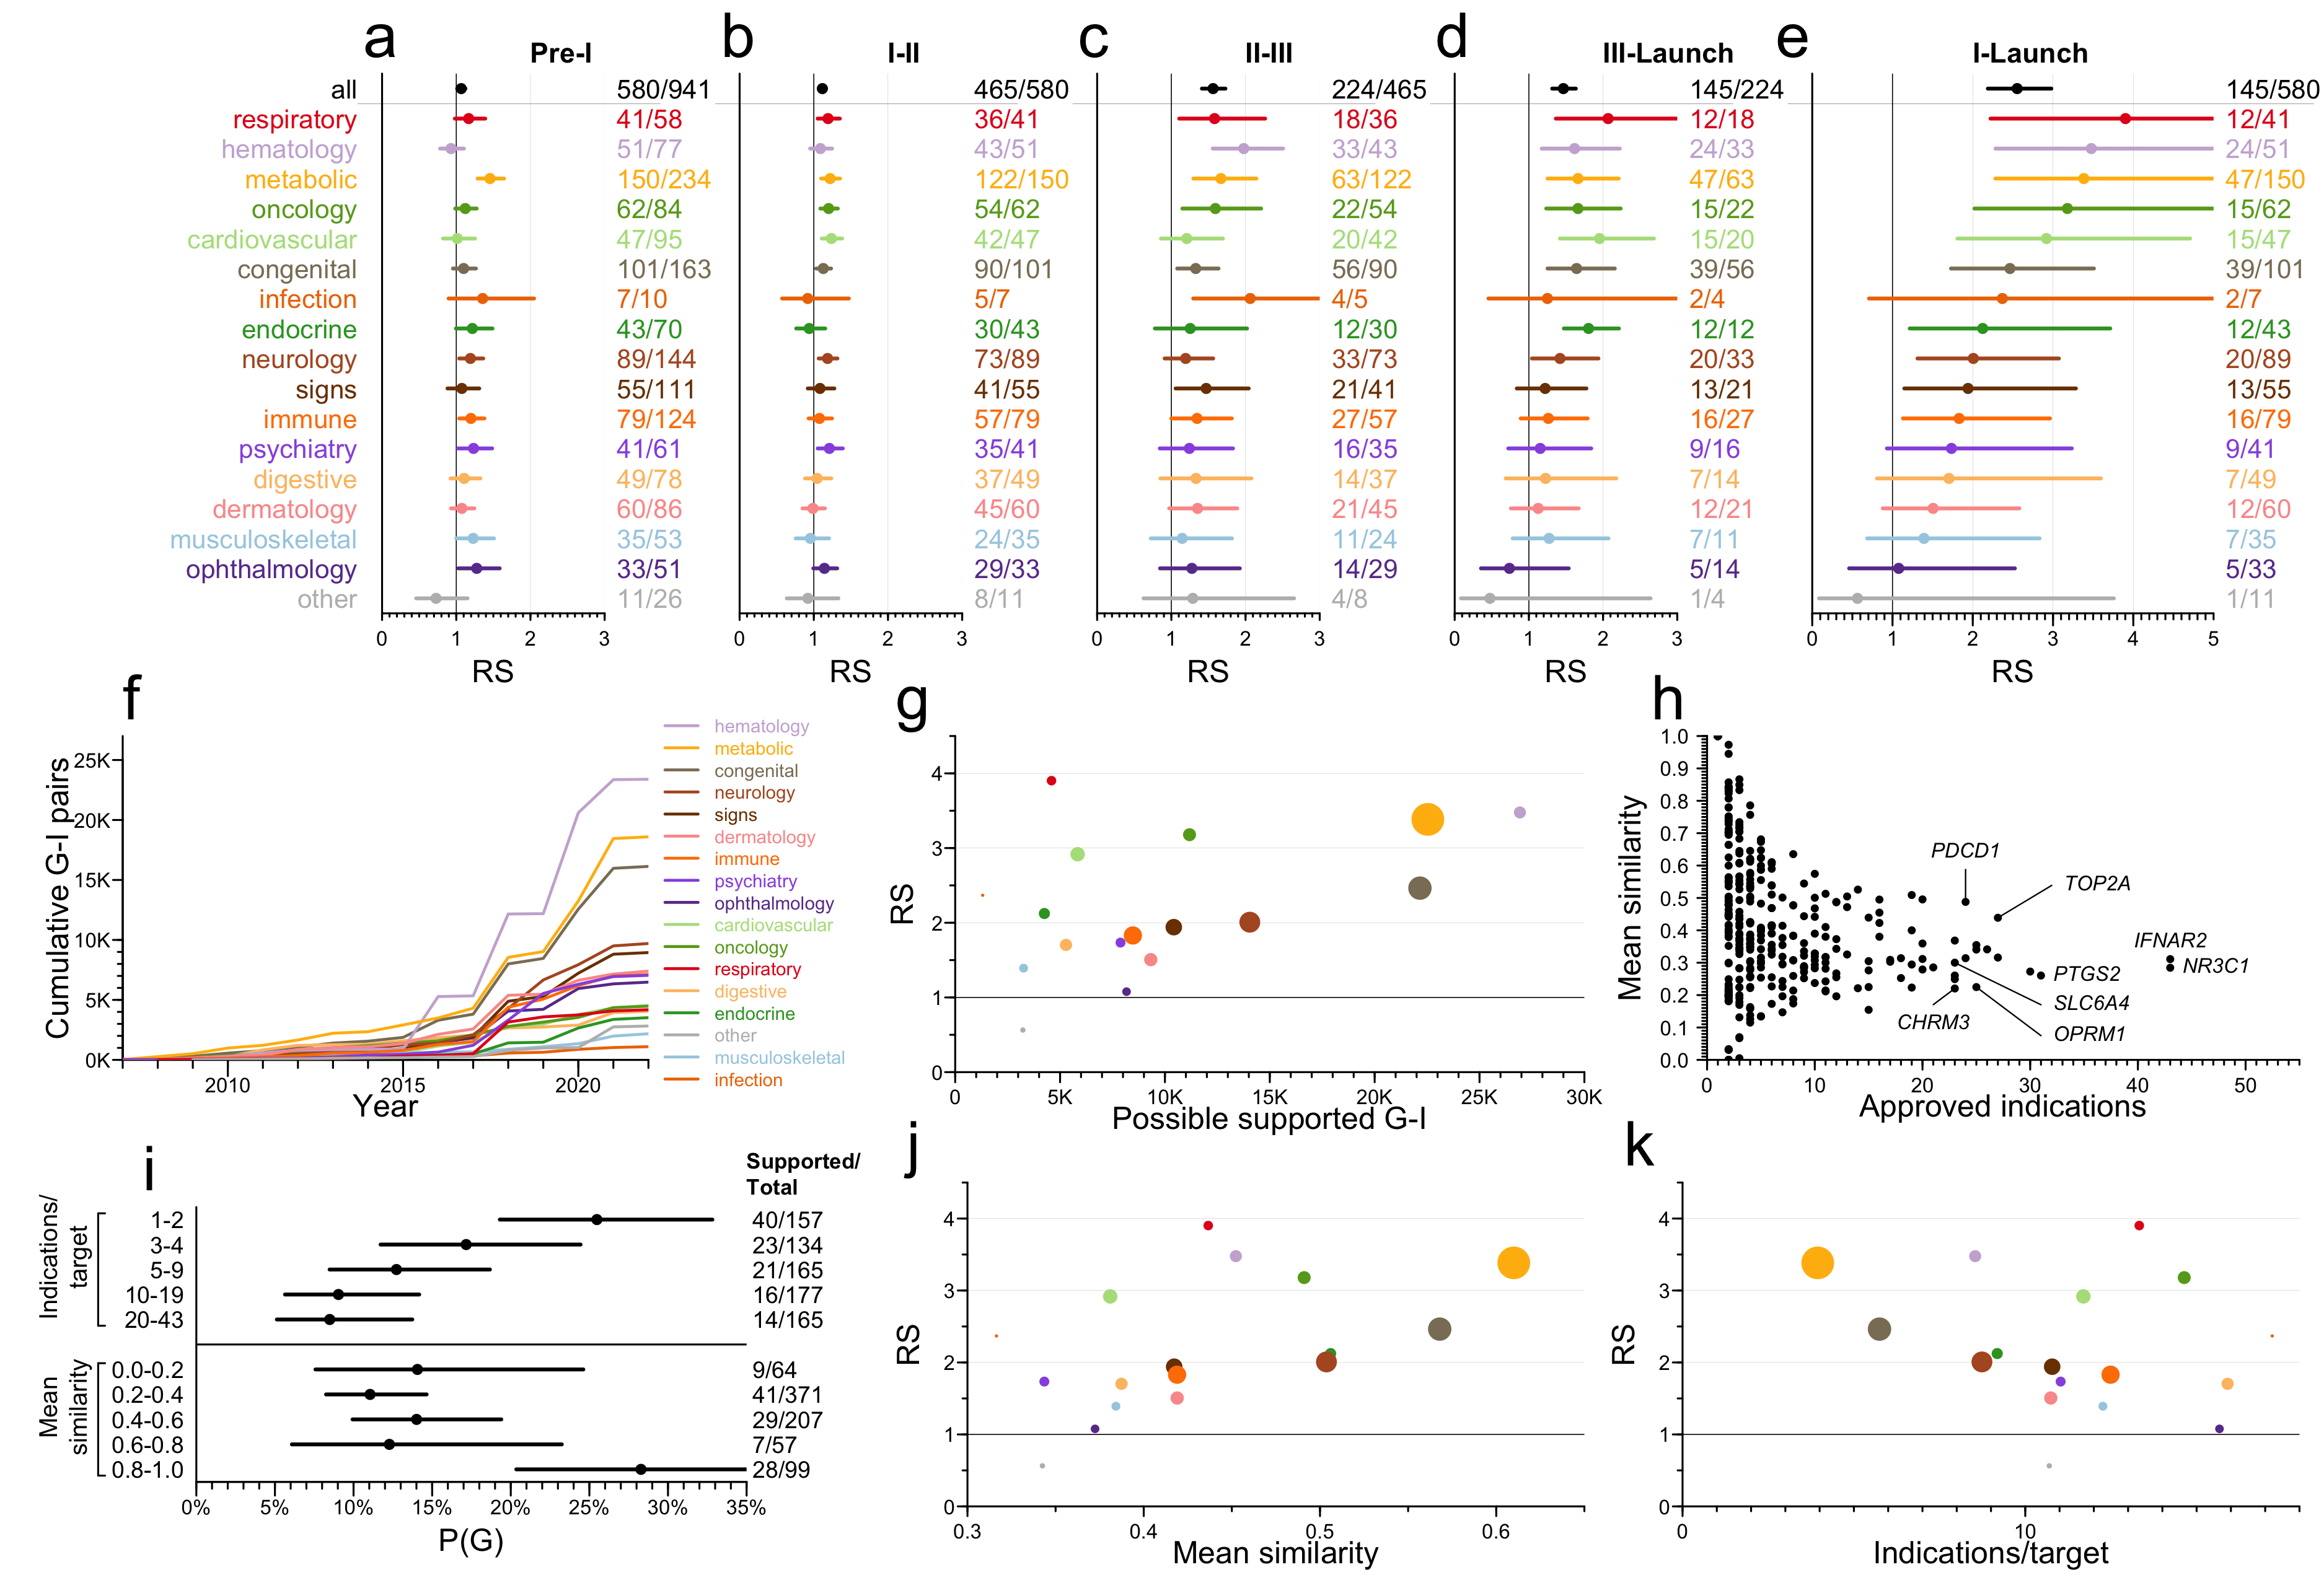 a Pre-I
b I-II
c II-III
d III-Launch
e I-Launch
all 580/941 465/580 224/465 145/224 145/580
respiratory 41/58 36/41 18/36 12/18 12/41
hematology 51/77 43/51 33/43 24/33 24/51
metabolic 150/234 122/150 63/122 47/63 47/150
oncology 62/84 54/62 22/54 15/22 15/62
cardiovascular 47/95 42/47 20/42 15/20 15/47
congenital 101/163 90/101 56/90 39/56 39/101
infection 7/10 5/7 4/5 2/4 2/7
endocrine 43/70 30/43 12/30 12/12 12/43
neurology 89/144 73/89 33/73 20/33 20/89
signs 55/111 41/55 21/41 13/21 13/55
immune 79/124 57/79 27/57 16/27 16/79
psychiatry 41/61 35/41 16/35 9/16 9/41
digestive 49/78 37/49 14/37 7/14 7/49
dermatology 60/86 45/60 21/45 12/21 12/60
musculoskeletal 35/53 24/35 11/24 7/11 7/35
ophthalmology 33/51 29/33 14/29 5/14 5/33
other 11/26 8/11 4/8 1/4 1/11
0 1 2 3 0 1 2 3 0 1 2 3 0 1 2 3 0 1 2 3 4 5
RS RS RS RS RS
f
Cumulative G-I pairs
25K
20K
15K
10K
5K
0K
2010 2015 2020
Year
hematology
metabolic
congenital
neurology
signs
dermatology
immune
psychiatry
ophthalmology
cardiovascular
oncology
respiratory
digestive
endocrine
other
musculoskeletal
infection
g
RS
4
3
2
1
0
0 5K 10K 15K 20K 25K 30K
Possible supported G-I
h
Mean similarity
1.0
0.9
0.8
0.7
0.6
0.5
0.4
0.3
0.2
0.1
0.0
PDCD1
TOP2A
IFNAR2
NR3C1
PTGS2
SLC6A4
CHRM3
OPRM1
0 10 20 30 40 50
Approved indications
i
Supported/
Total
Indications/
target
1-2 40/157
3-4 23/134
5-9 21/165
10-19 16/177
20-43 14/165
Mean
similarity
0.0-0.2 9/64
0.2-0.4 41/371
0.4-0.6 29/207
0.6-0.8 7/57
0.8-1.0 28/99
0% 5% 10% 15% 20% 25% 30% 35%
P(G)
j
RS
4
3
2
1
0
0.3 0.4 0.5 0.6
Mean similarity
k
RS
4
3
2
1
0
0 10
Indications/target